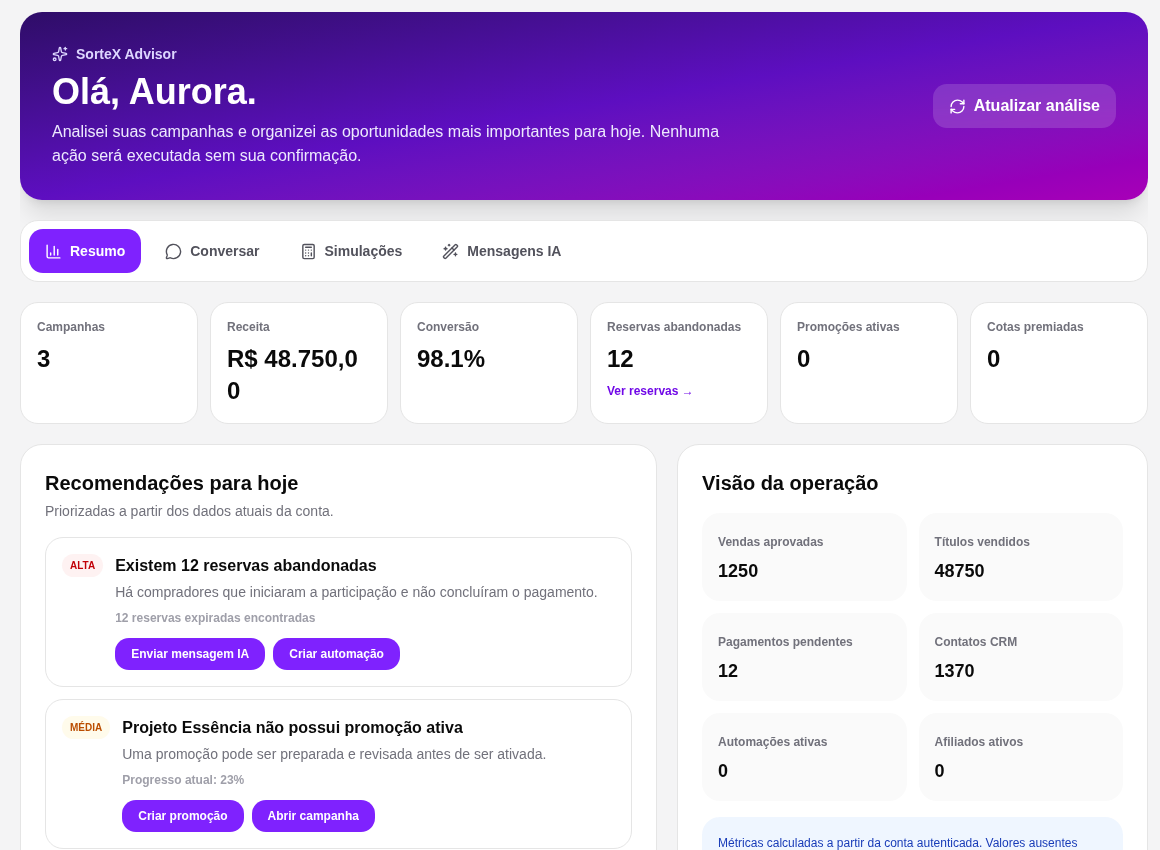 SorteX Advisor
Olá, Aurora.
Analisei suas campanhas e organizei as oportunidades mais importantes para hoje. Nenhuma
ação será executada sem sua confirmação.
Atualizar análise
Resumo
Conversar
Simulações
Mensagens IA
Campanhas
3
Receita
R$ 48.750,0
0
Conversão
98.1%
Reservas abandonadas
12
Ver reservas →
Promoções ativas
0
Cotas premiadas
0
Recomendações para hoje
Priorizadas a partir dos dados atuais da conta.
ALTA
Existem 12 reservas abandonadas
Há compradores que iniciaram a participação e não concluíram o pagamento.
12 reservas expiradas encontradas
Enviar mensagem IA
Criar automação
MÉDIA
Projeto Essência não possui promoção ativa
Uma promoção pode ser preparada e revisada antes de ser ativada.
Progresso atual: 23%
Criar promoção
Abrir campanha
Visão da operação
Vendas aprovadas
1250
Títulos vendidos
48750
Pagamentos pendentes
12
Contatos CRM
1370
Automações ativas
0
Afiliados ativos
0
Métricas calculadas a partir da conta autenticada. Valores ausentes